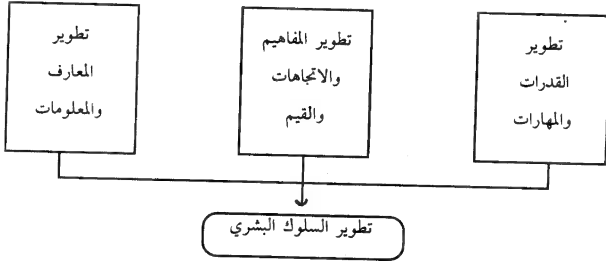 تطوير
القدرات
والمهارات
تطوير المفاهيم
والاتجاهات
والقيم
تطوير
المعارف
والمعلومات
تطوير السلوك البشري